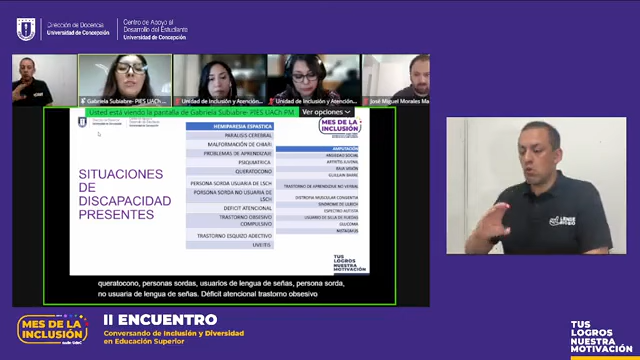 Dirección de Docencia
Universidad de Concepción
Centro de Apoyo al
Desarrollo del Estudiante
Universidad de Concepción
Gabriela Subiabre- PIES UACh ...
Unidad de Inclusión y Atención...
Unidad de Inclusión y Atención...
José Miguel Morales Ma
Usted está viendo la pantalla de Gabriela Subiabre- PIES UACh PM
Ver opciones
MES DE LA
INCLUSIÓN
SITUACIONES
DE
DISCAPACIDAD
PRESENTES
HEMIPARESIA ESPASTICA
PARALISIS CEREBRAL
MALFORMACIÓN DE CHIARI
PROBLEMAS DE APRENDIZAJE
PSIQUIATRICA
QUERATOCONO
PERSONA SORDA USUARIA DE LSCH
PORSONA SORDA NO USUARIA DE
LSCH
DEFICIT ATENCIONAL
TRASTORNO OBSESIVO
COMPULSIVO
TRASTORNO ESQUIZO ADECTIVO
UVEITIS
AMPUTACIÓN
ANSIEDAD SOCIAL
ARTRITIS JUVENIL
BAJA VISIÓN
GUILLAIN BARRE
TRASTORNO DE APRENDIZAJE NO VERBAL
DISTROFIA MUSCULAR CONGENITA
ESPECTRO AUTISTA
USUARIO DE SILLA DE RUEDAS
GLUCOMA
NISTAGMOS
TUS
LOGROS
NUESTRA
MOTIVACIÓN
queratocono, personas sordas, usuarios de lengua de señas, persona sorda,
no usuaria de lengua de señas. Déficit atencional trastorno obsesivo
MES DE LA
INCLUSIÓN
II ENCUENTRO
Conversando de Inclusión y Diversidad
en Educación Superior
TUS
LOGROS
NUESTRA
MOTIVACIÓN